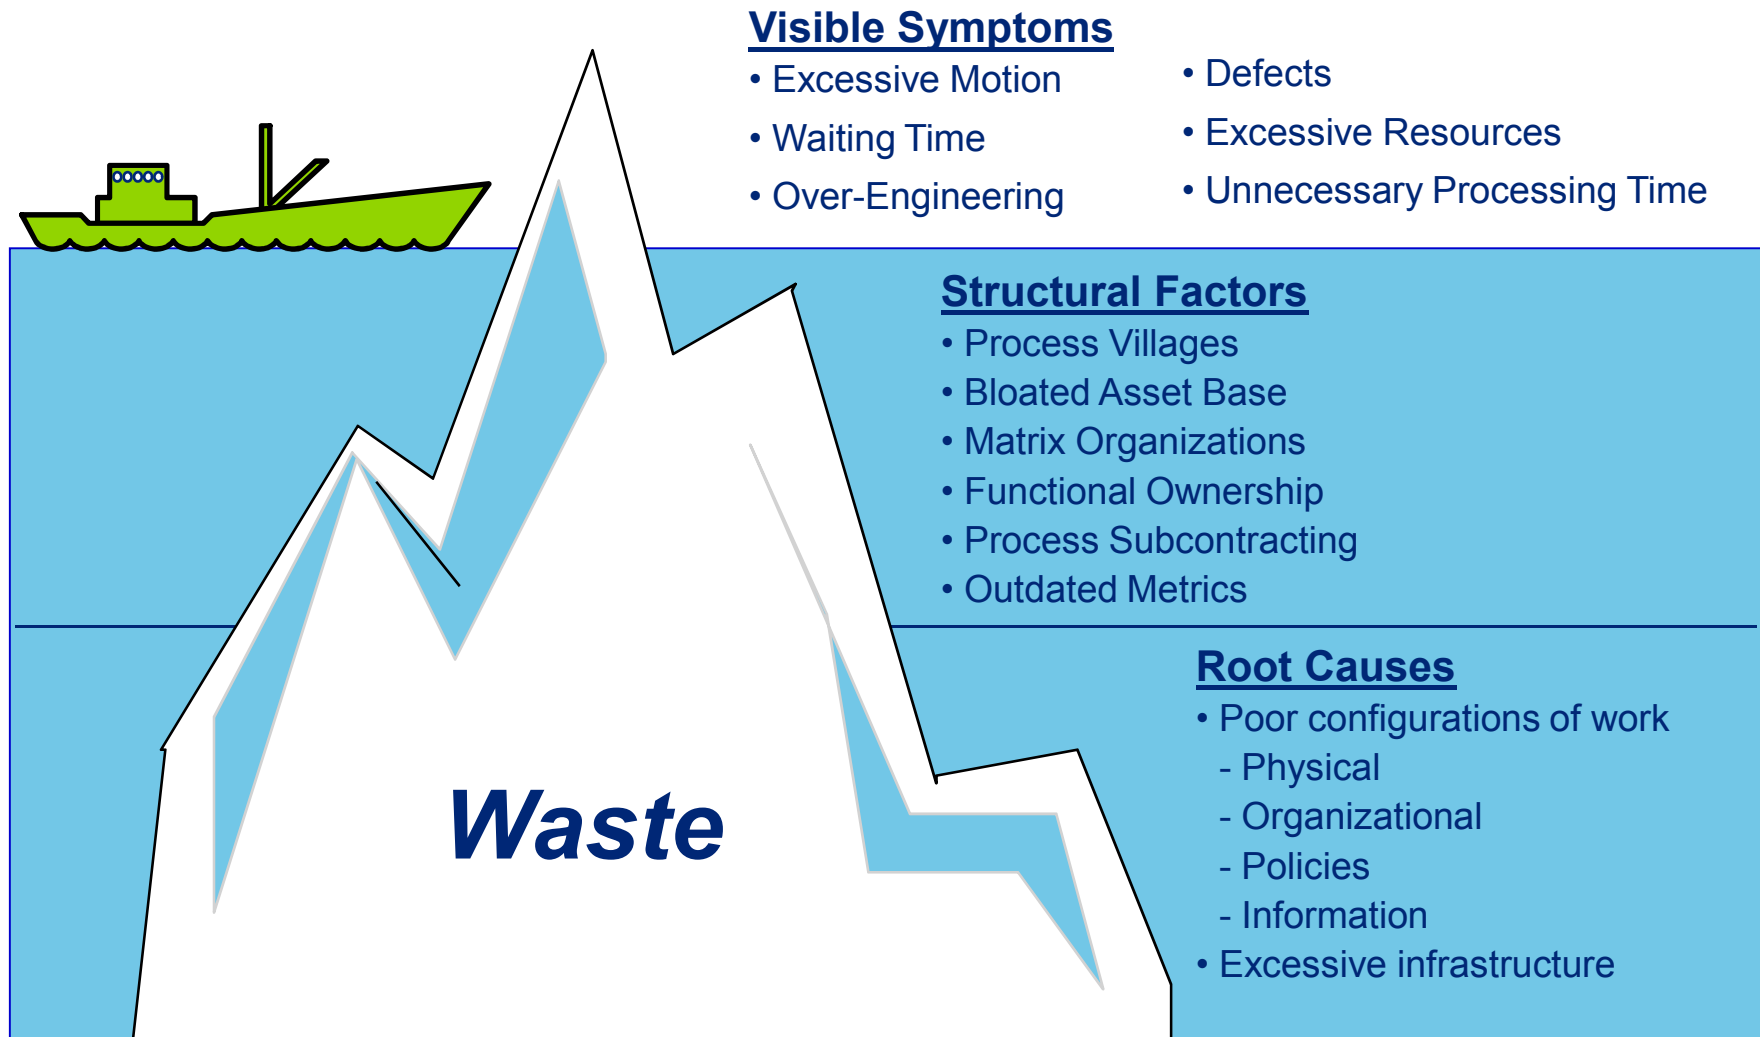 Visible Symptoms
• Excessive Motion
• Waiting Time
• Over-Engineering
• Defects
• Excessive Resources
• Unnecessary Processing Time
Structural Factors
• Process Villages
• Bloated Asset Base
• Matrix Organizations
• Functional Ownership
• Process Subcontracting
• Outdated Metrics
Root Causes
• Poor configurations of work
- Physical
- Organizational
- Policies
- Information
• Excessive infrastructure
Waste